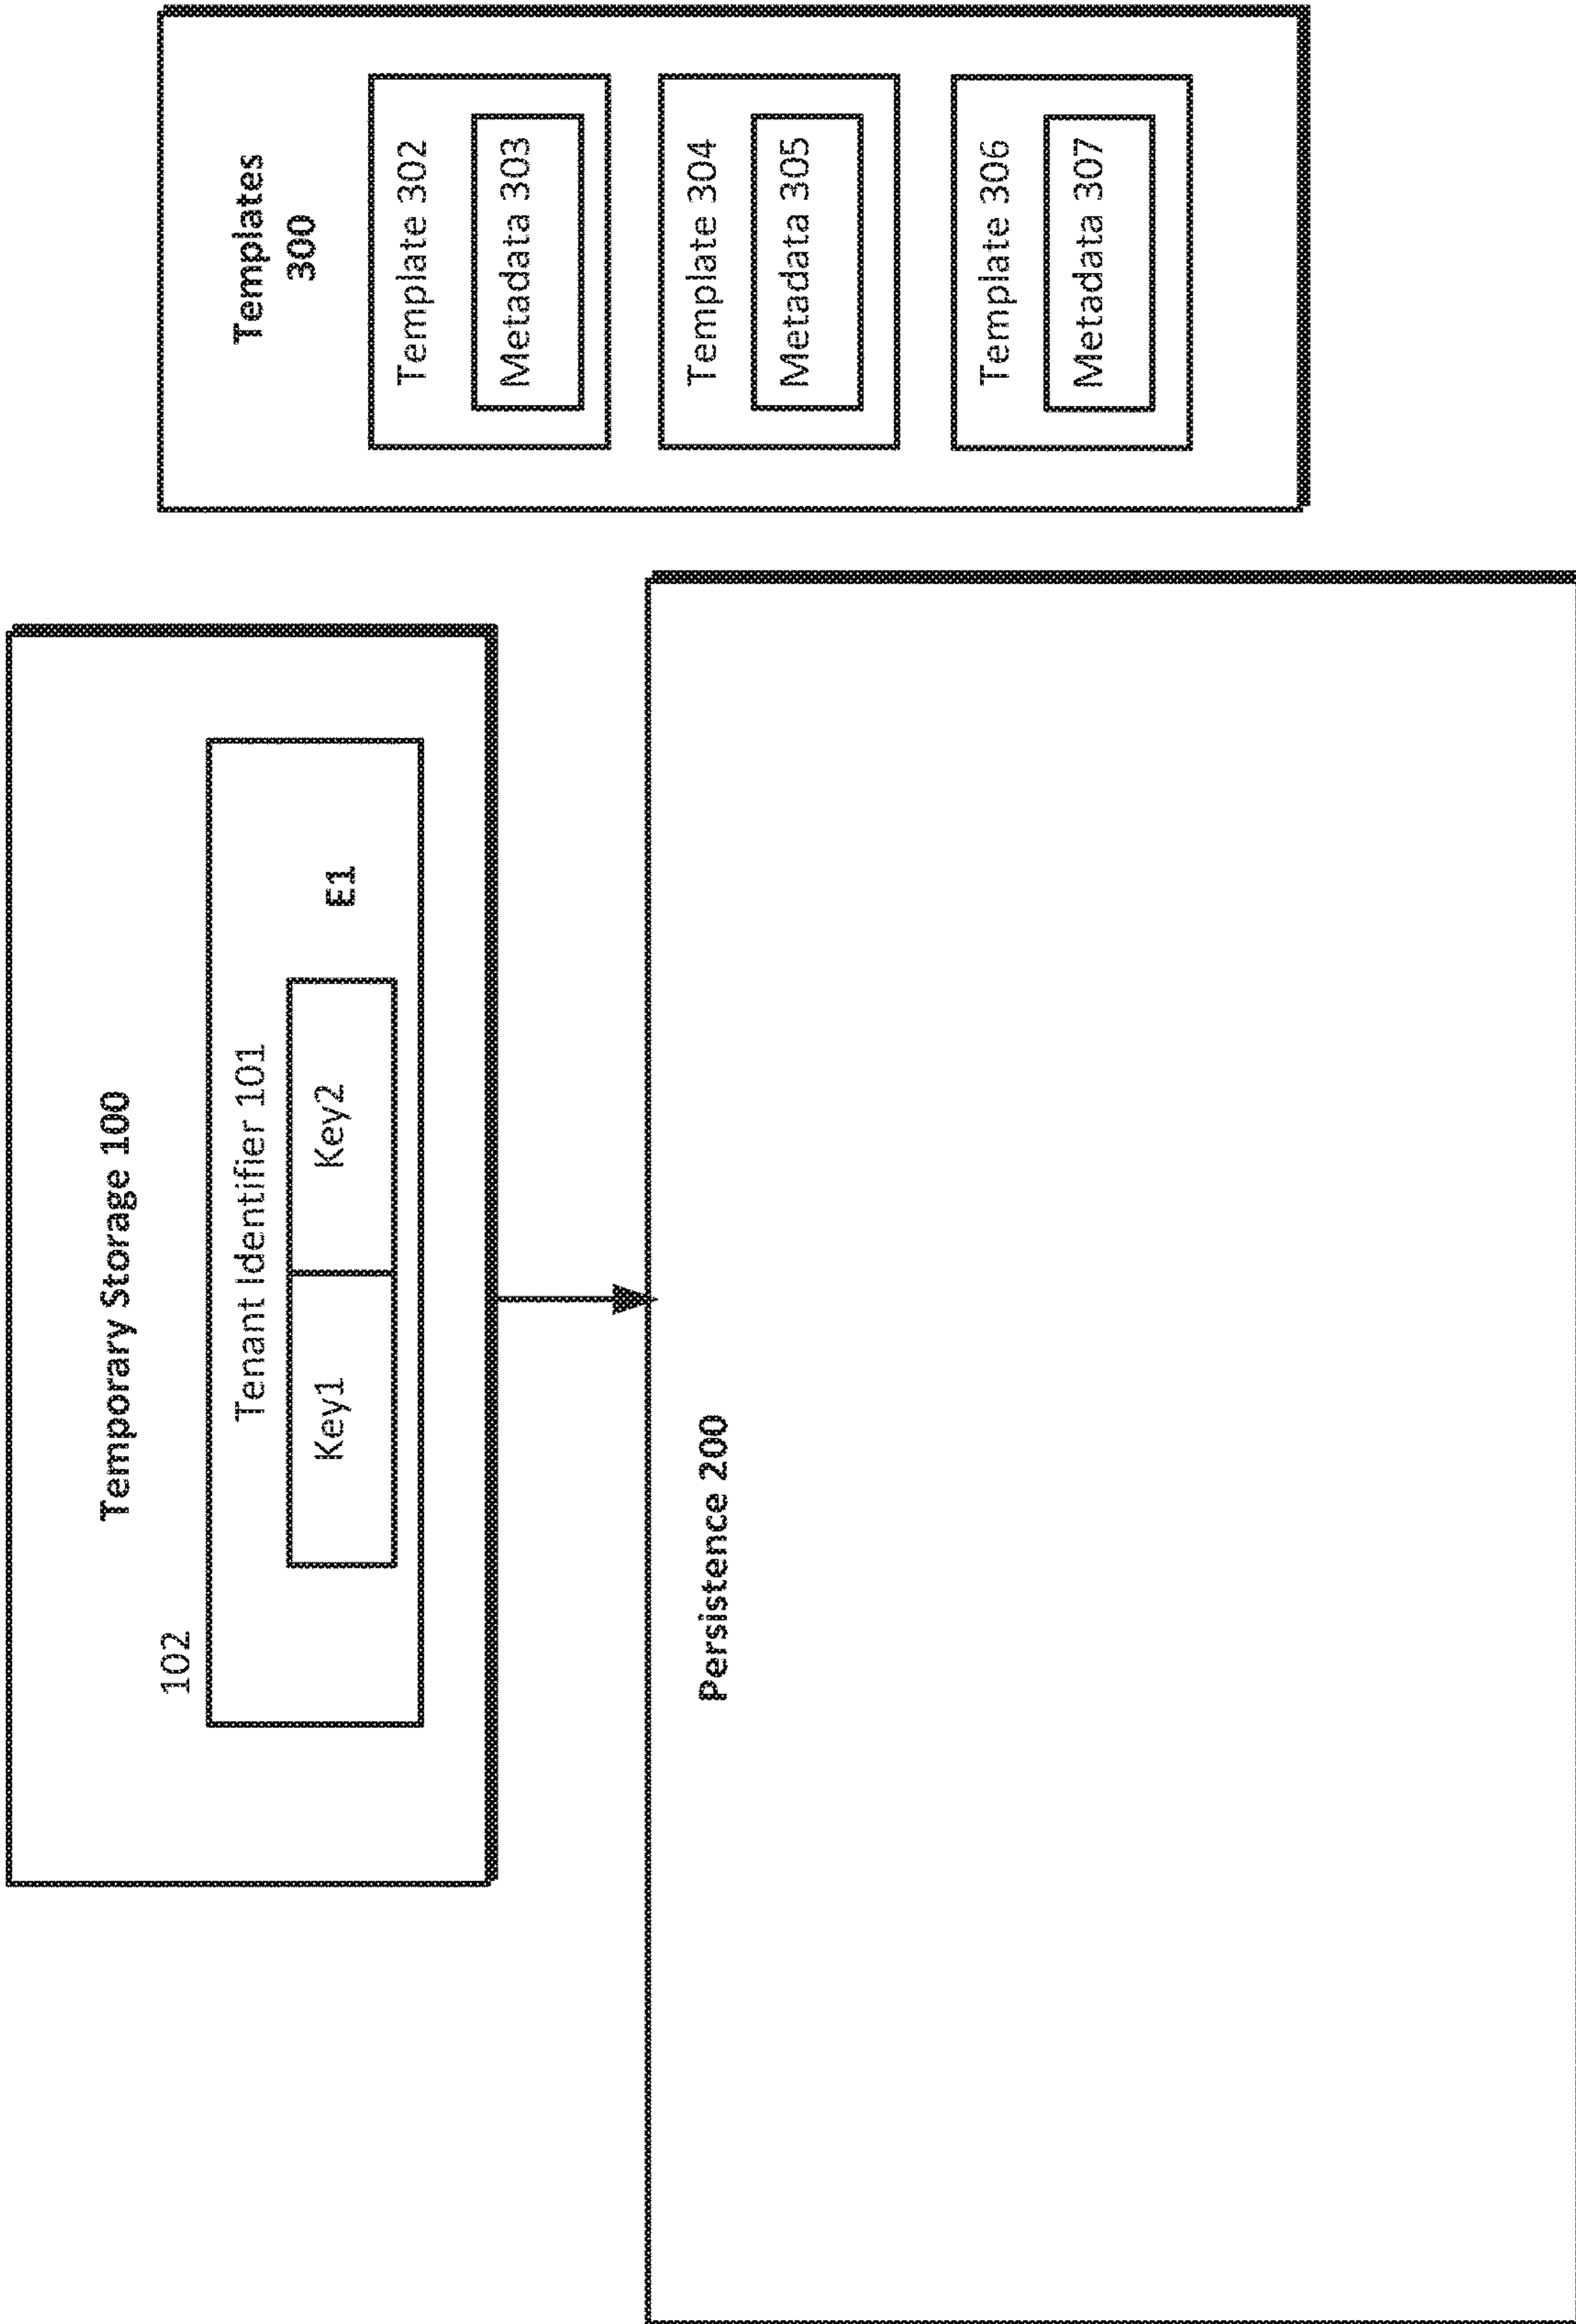 Temporary Storage 100
102
Tenant Identifier 101
Key1
Key2
E1
Persistence 200
Templates
300
Template 302
Metadata 303
Template 304
Metadata 305
Template 306
Metadata 307